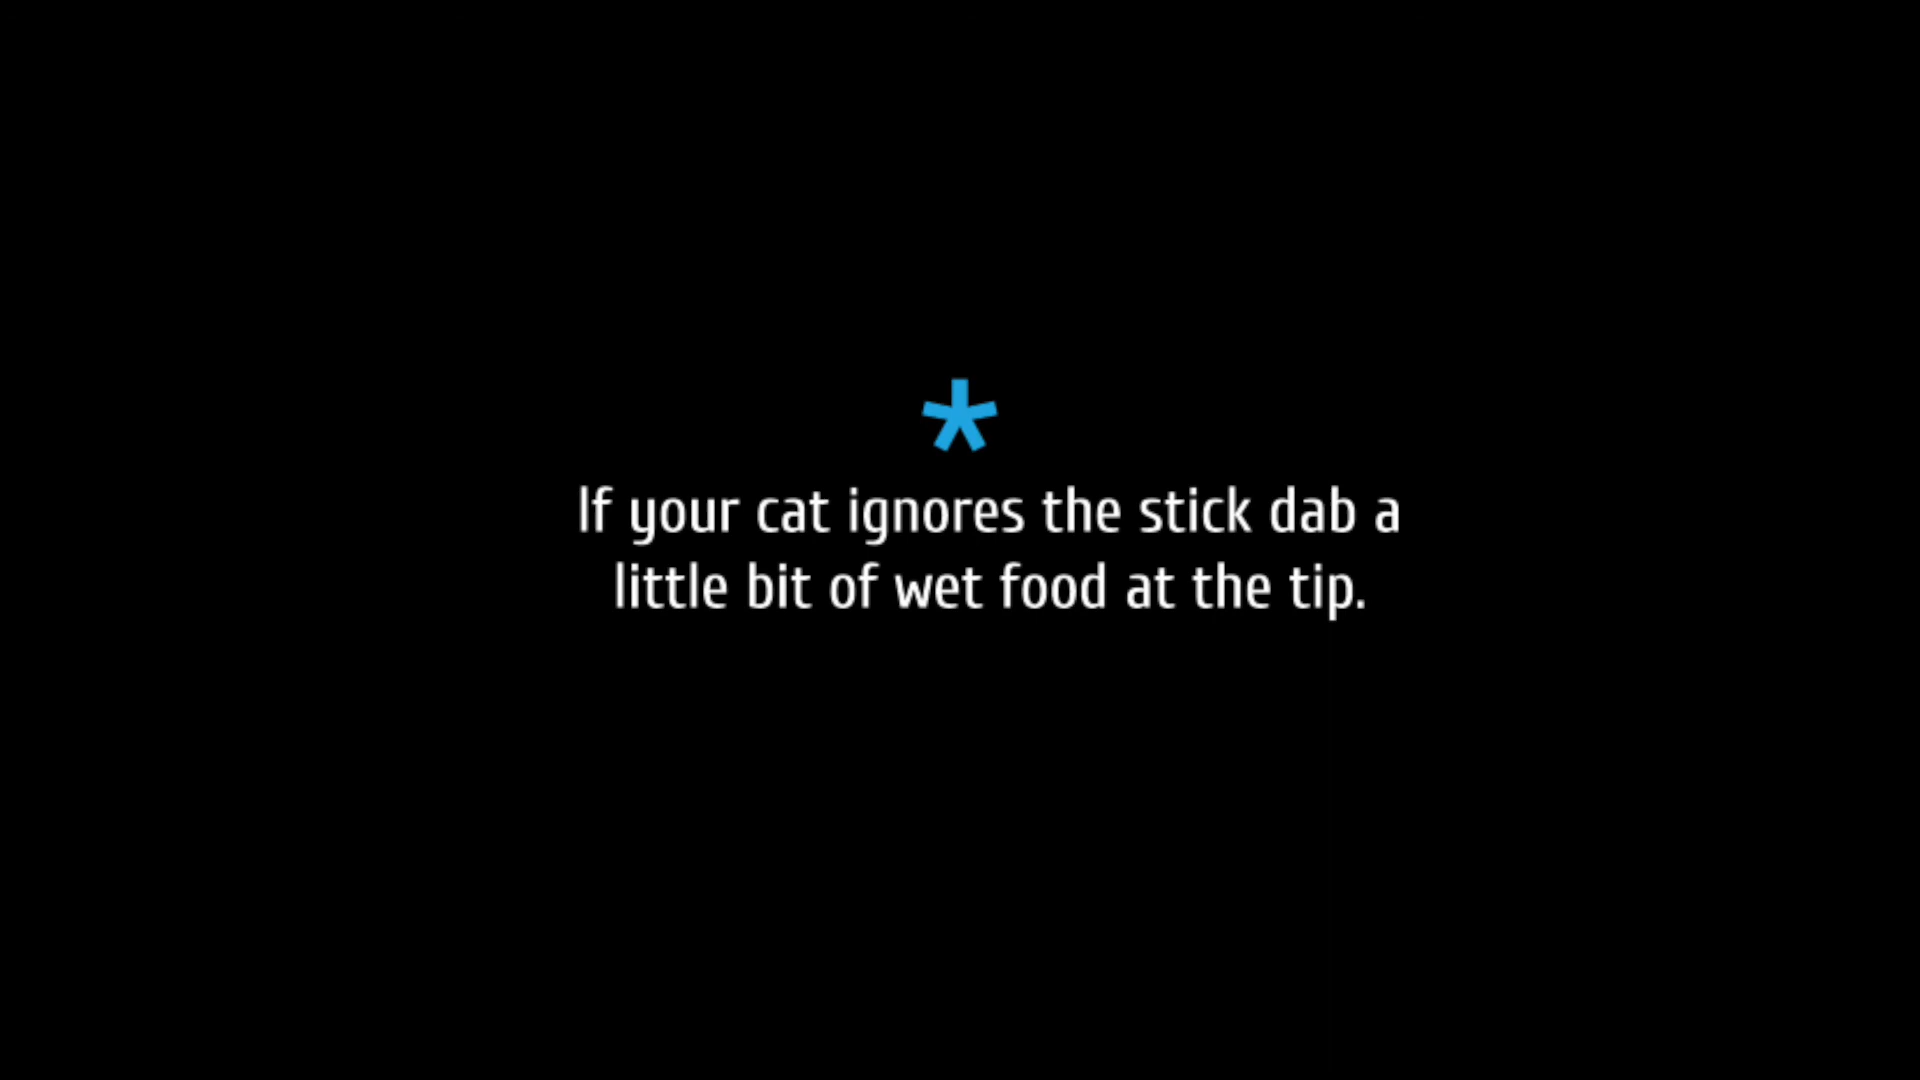 *
If your cat ignores the stick dab a
little bit of wet food at the tip.